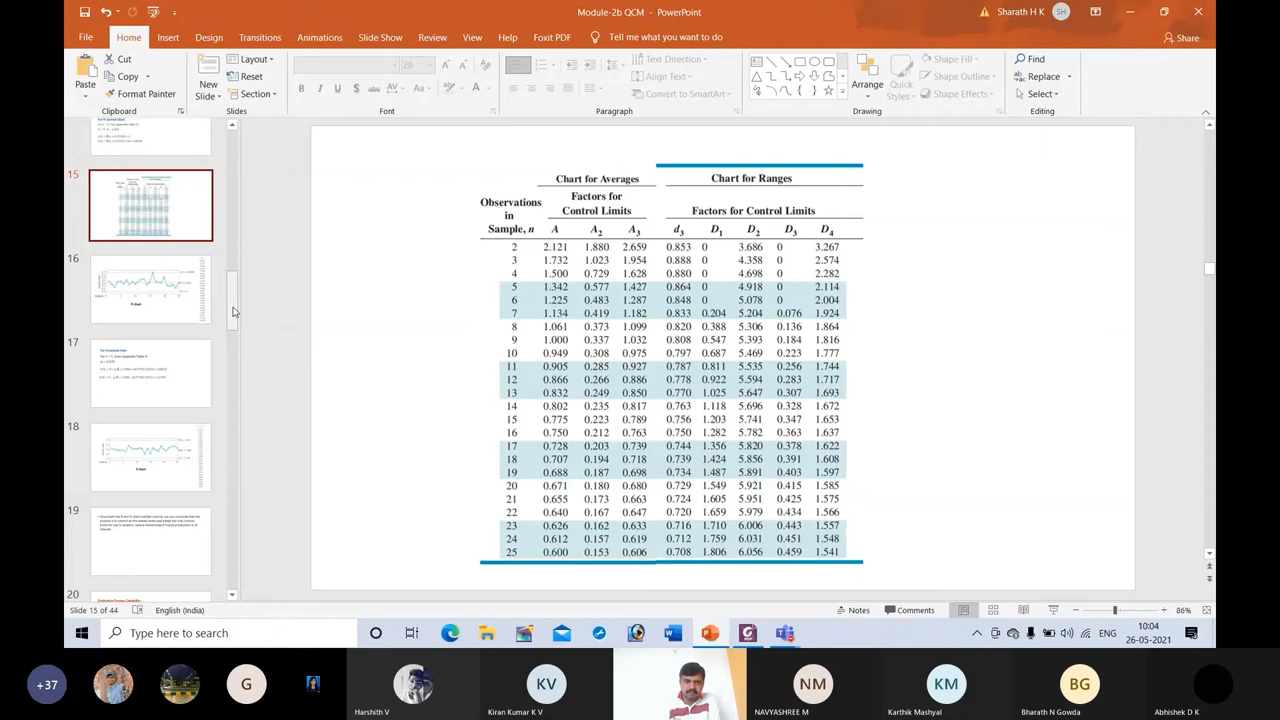 Module-2b QCM - PowerPoint
Sharath H K
SH
File Home Insert Design Transitions Animations Slide Show Review View Help Foxit PDF Tell me what you want to do
Share
Paste
Cut
Copy
Format Painter
Clipboard
New
Slide
Layout
Reset
Section
Slides
28
Font
Text Direction
Align Text
Convert to SmartArt
Paragraph
Arrange
Quick
Styles
Shape Fill
Shape Outline
Shape Effects
Drawing
Find
Replace
Select
Editing
15
16
17
18
19
20
Chart for Averages Chart for Ranges
Observations
in
Sample, n
Factors for
Control Limits
Factors for Control Limits
A A2 A3 d3 D1 D2 D3 D4
2 2.121 1.880 2.659 0.853 0 3.686 0 3.267
3 1.732 1.023 1.954 0.888 0 4.358 0 2.574
4 1.500 0.729 1.628 0.880 0 4.698 0 2.282
5 1.342 0.577 1.427 0.864 0 4.918 0 2.114
6 1.225 0.483 1.287 0.848 0 5.078 0 2.004
7 1.134 0.419 1.182 0.833 0.204 5.204 0.076 1.924
8 1.061 0.373 1.099 0.820 0.388 5.306 0.136 1.864
9 1.000 0.337 1.032 0.808 0.547 5.393 0.184 1.816
10 0.949 0.308 0.975 0.797 0.687 5.469 0.223 1.777
11 0.905 0.285 0.927 0.787 0.811 5.535 0.256 1.744
12 0.866 0.266 0.886 0.778 0.922 5.594 0.283 1.717
13 0.832 0.249 0.850 0.770 1.025 5.647 0.307 1.693
14 0.802 0.235 0.817 0.763 1.118 5.696 0.328 1.672
15 0.775 0.223 0.789 0.756 1.203 5.741 0.347 1.653
16 0.750 0.212 0.763 0.750 1.282 5.782 0.363 1.637
17 0.728 0.203 0.739 0.744 1.356 5.820 0.378 1.622
18 0.707 0.194 0.718 0.739 1.424 5.856 0.391 1.608
19 0.688 0.187 0.698 0.734 1.487 5.891 0.403 1.597
20 0.671 0.180 0.680 0.729 1.549 5.921 0.415 1.585
21 0.655 0.173 0.663 0.724 1.605 5.951 0.425 1.575
22 0.640 0.167 0.647 0.720 1.659 5.979 0.434 1.566
23 0.626 0.162 0.633 0.716 1.710 6.006 0.443 1.557
24 0.612 0.157 0.619 0.712 1.759 6.031 0.451 1.548
25 0.600 0.153 0.606 0.708 1.806 6.056 0.459 1.541
Slide 15 of 44 English (India) Notes Comments 86%
Type here to search
ENG
10:04
26-05-2021
+37
G
Harshith V
KV
Kiran Kumar K V
NM
NAVYASHREE M
KM
Karthik Mashyal
BG
Bharath N Gowda
Abhishek D K